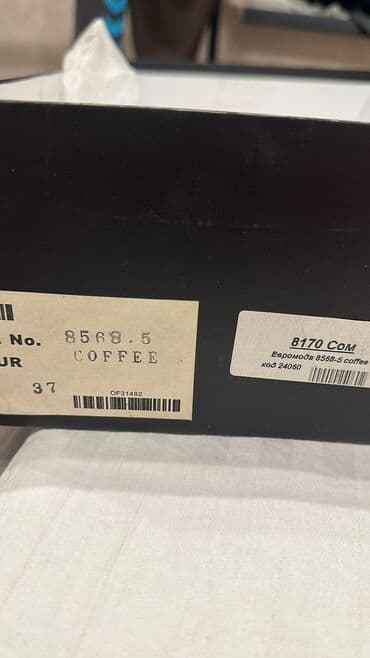 . No. 8568.5
UR COFFEE
37
OF31482
8170 Сом
Евромода 8568-5 coffee
код 24060